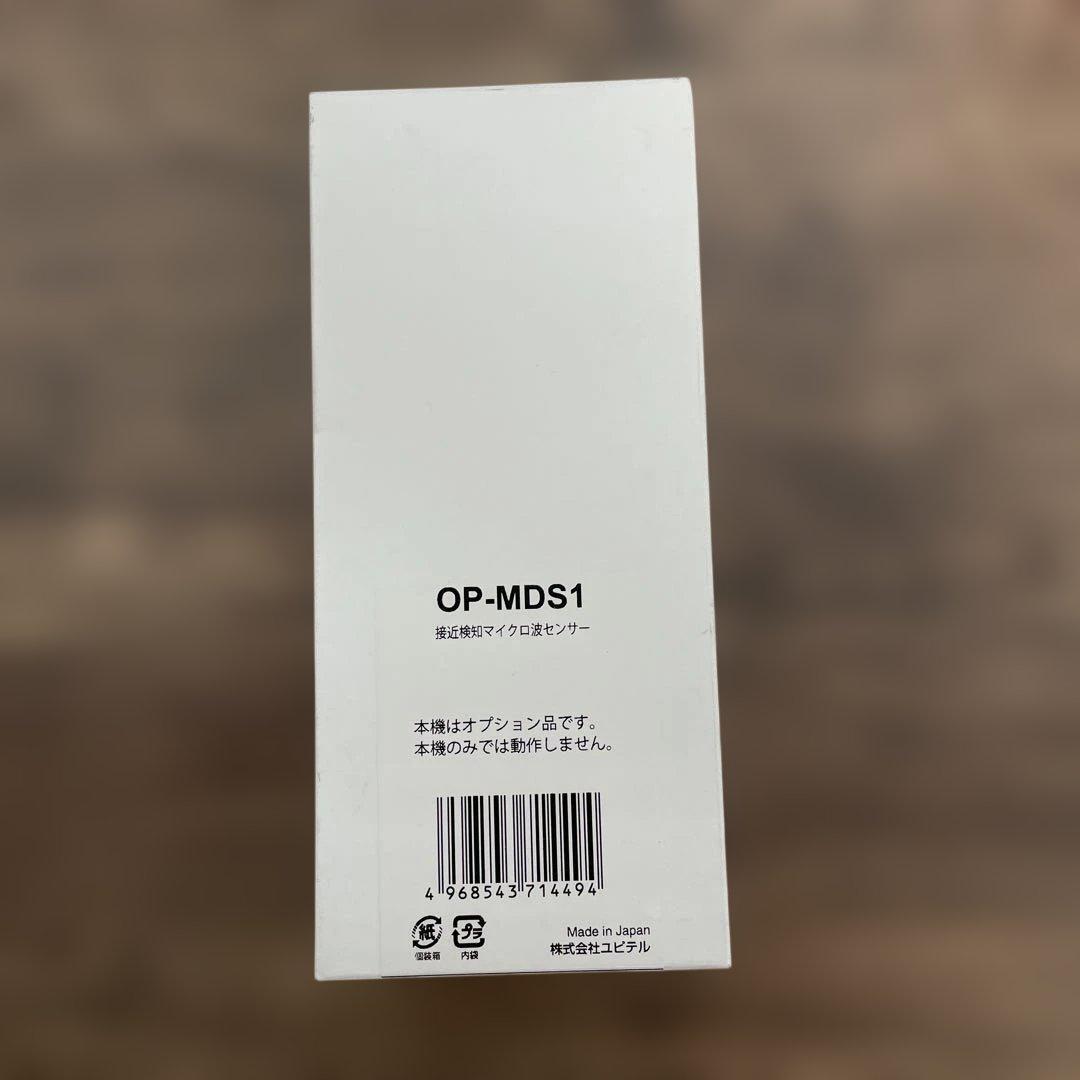 OP-MDS1
接近検知マイクロ波センサー
本機はオプション品です。
本機のみでは動作しません。
4 968543 714494
紙 プラ
個装箱 内袋
Made in Japan
株式会社ユピテル